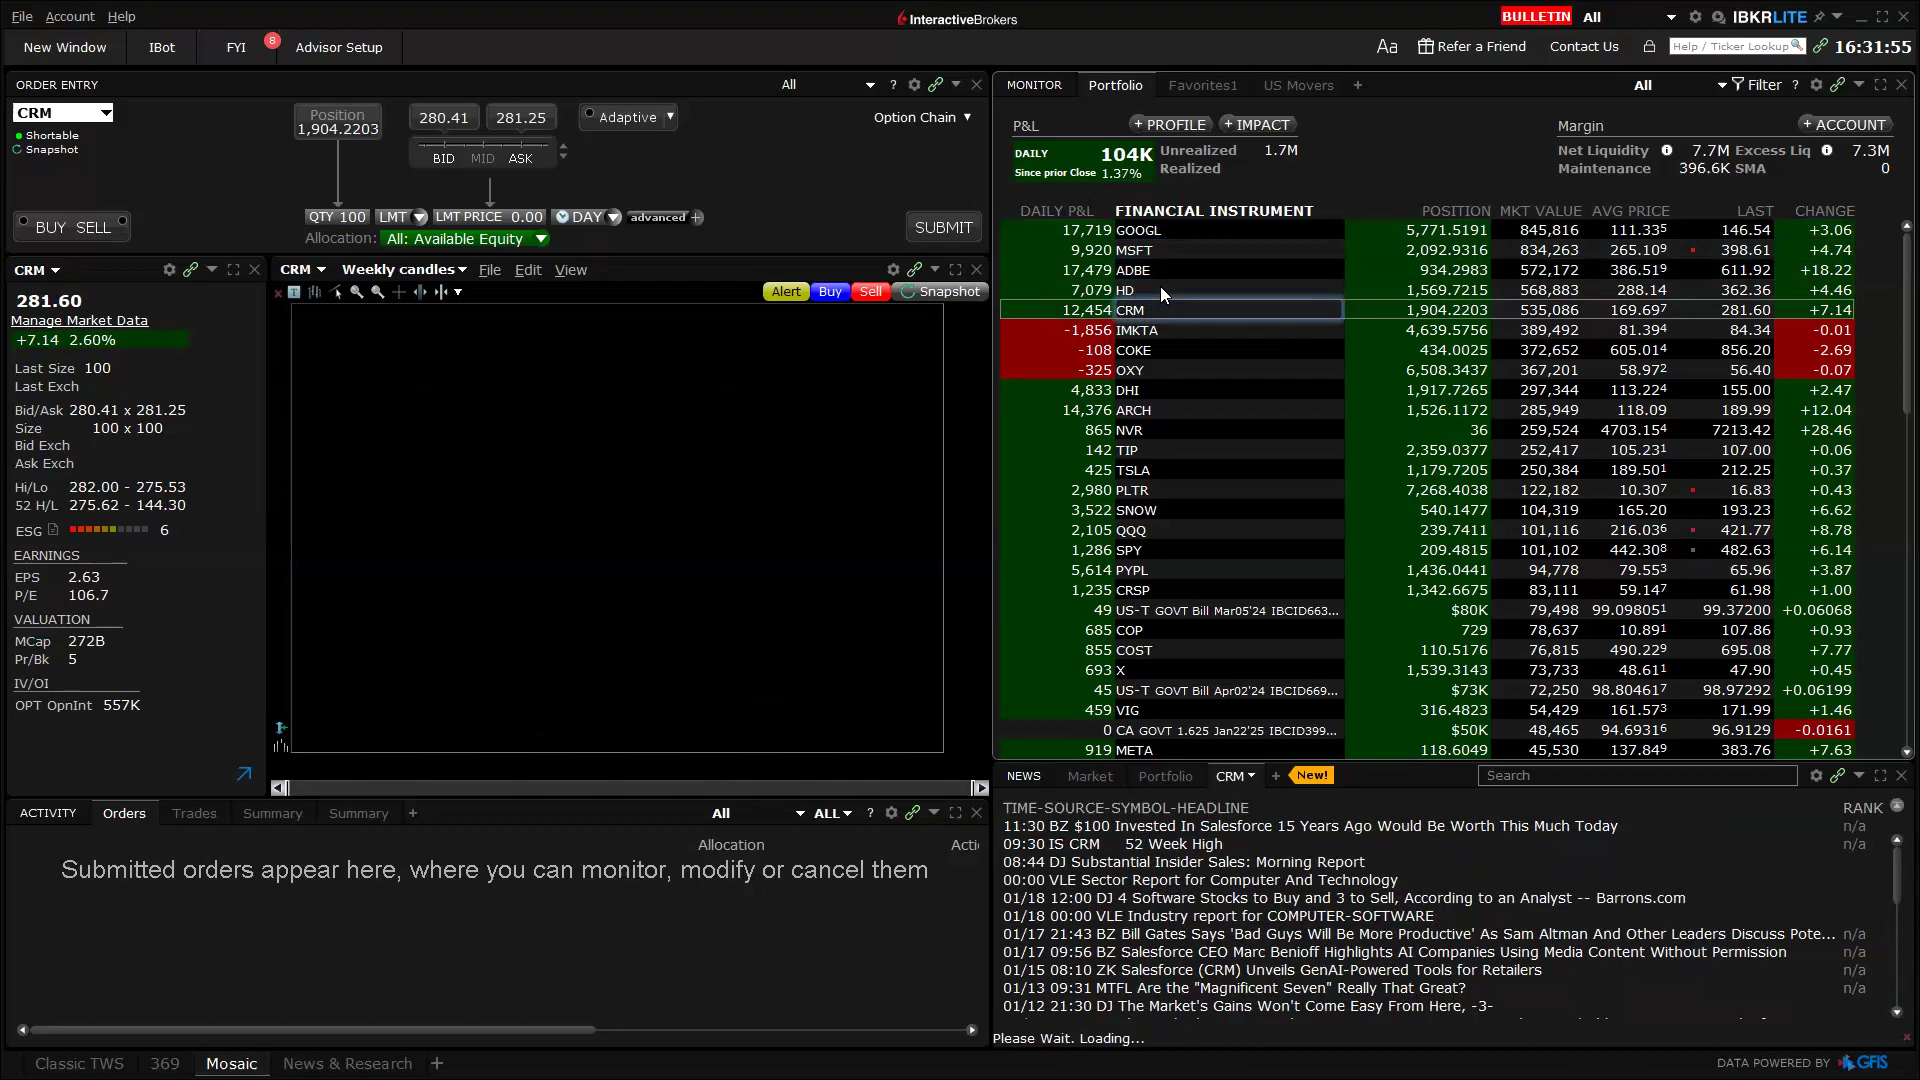 File Account Help
InteractiveBrokers
BULLETIN All IBKRLITE
New Window IBot FYI 8 Advisor Setup
Aa Refer a Friend Contact Us Help / Ticker Lookup 16:31:55
ORDER ENTRY All ?
CRM
Shortable
Snapshot
Position
1,904.2203
280.41 281.25
BID MID ASK
Adaptive
Option Chain
BUY SELL
QTY 100 LMT LMT PRICE 0.00 DAY advanced +
SUBMIT
Allocation: All: Available Equity
CRM
281.60
Manage Market Data
+7.14 2.60%
Last Size 100
Last Exch
Bid/Ask 280.41 x 281.25
Size 100 x 100
Bid Exch
Ask Exch
Hi/Lo 282.00 - 275.53
52 H/L 275.62 - 144.30
ESG 6
EARNINGS
EPS 2.63
P/E 106.7
VALUATION
MCap 272B
Pr/Bk 5
IV/OI
OPT OpnInt 557K
CRM Weekly candles File Edit View
Alert Buy Sell Snapshot
ACTIVITY Orders Trades Summary Summary + All ALL ?
Allocation Acti
Submitted orders appear here, where you can monitor, modify or cancel them
MONITOR Portfolio Favorites1 US Movers + All Filter ?
P&L + PROFILE + IMPACT Margin + ACCOUNT
DAILY 104K Unrealized 1.7M Net Liquidity 7.7M Excess Liq 7.3M
Since prior Close 1.37% Realized Maintenance 396.6K SMA 0
DAILY P&L FINANCIAL INSTRUMENT POSITION MKT VALUE AVG PRICE LAST CHANGE
17,719 GOOGL 5,771.5191 845,816 111.335 146.54 +3.06
9,920 MSFT 2,092.9316 834,263 265.109 398.61 +4.74
17,479 ADBE 934.2983 572,172 386.519 611.92 +18.22
7,079 HD 1,569.7215 568,883 288.14 362.36 +4.46
12,454 CRM 1,904.2203 535,086 169.697 281.60 +7.14
-1,856 IMKTA 4,639.5756 389,492 81.394 84.34 -0.01
-108 COKE 434.0025 372,652 605.014 856.20 -2.69
-325 OXY 6,508.3437 367,201 58.972 56.40 -0.07
4,833 DHI 1,917.7265 297,344 113.224 155.00 +2.47
14,376 ARCH 1,526.1172 285,949 118.09 189.99 +12.04
865 NVR 36 259,524 4703.154 7213.42 +28.46
142 TIP 2,359.0377 252,417 105.231 107.00 +0.06
425 TSLA 1,179.7205 250,384 189.501 212.25 +0.37
2,980 PLTR 7,268.4038 122,182 10.307 16.83 +0.43
3,522 SNOW 540.1477 104,319 165.20 193.23 +6.62
2,105 QQQ 239.7411 101,116 216.036 421.77 +8.78
1,286 SPY 209.4815 101,102 442.308 482.63 +6.14
5,614 PYPL 1,436.0441 94,778 79.553 65.96 +3.87
1,235 CRSP 1,342.6675 83,111 59.147 61.98 +1.00
49 US-T GOVT Bill Mar05'24 IBCID663... $80K 79,498 99.098051 99.37200 +0.06068
685 COP 729 78,637 10.891 107.86 +0.93
855 COST 110.5176 76,815 490.229 695.08 +7.77
693 X 1,539.3143 73,733 48.611 47.90 +0.45
45 US-T GOVT Bill Apr02'24 IBCID669... $73K 72,250 98.804617 98.97292 +0.06199
459 VIG 316.4823 54,429 161.573 171.99 +1.46
0 CA GOVT 1.625 Jan22'25 IBCID399... $50K 48,465 94.69316 96.9129 -0.0161
919 META 118.6049 45,530 137.849 383.76 +7.63
NEWS Market Portfolio CRM + New! Search
TIME-SOURCE-SYMBOL-HEADLINE RANK
11:30 BZ $100 Invested In Salesforce 15 Years Ago Would Be Worth This Much Today n/a
09:30 IS CRM 52 Week High n/a
08:44 DJ Substantial Insider Sales: Morning Report
00:00 VLE Sector Report for Computer And Technology
01/18 12:00 DJ 4 Software Stocks to Buy and 3 to Sell, According to an Analyst -- Barrons.com
01/18 00:00 VLE Industry report for COMPUTER-SOFTWARE
01/17 21:43 BZ Bill Gates Says 'Bad Guys Will Be More Productive' As Sam Altman And Other Leaders Discuss Pote... n/a
01/17 09:56 BZ Salesforce CEO Marc Benioff Highlights AI Companies Using Media Content Without Permission n/a
01/15 08:10 ZK Salesforce (CRM) Unveils GenAI-Powered Tools for Retailers n/a
01/13 09:31 MTFL Are the "Magnificent Seven" Really That Great? n/a
01/12 21:30 DJ The Market's Gains Won't Come Easy From Here, -3-
Please Wait. Loading...
Classic TWS 369 Mosaic News & Research +
DATA POWERED BY GFIS